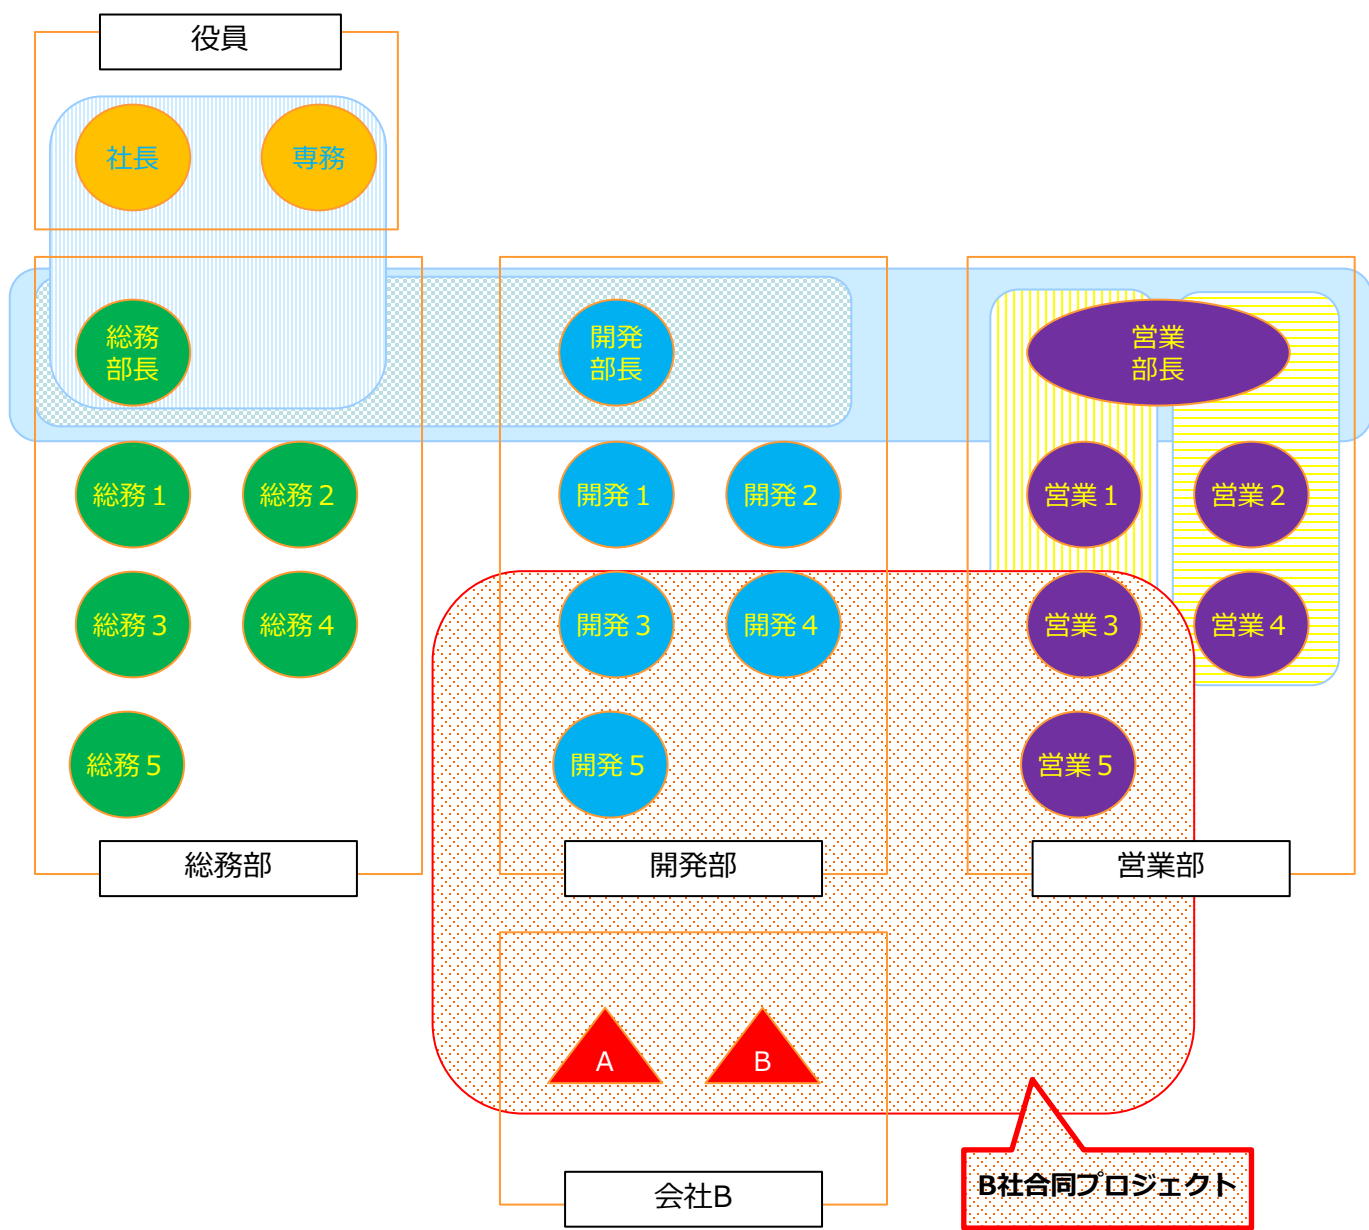 役員
社長
専務
総務
部長
開発
部長
営業
部長
総務１
総務２
開発１
開発２
営業１
営業２
総務３
総務４
開発３
開発４
営業３
営業４
総務５
開発５
営業５
総務部
開発部
営業部
A
B
会社B
B社合同プロジェクト